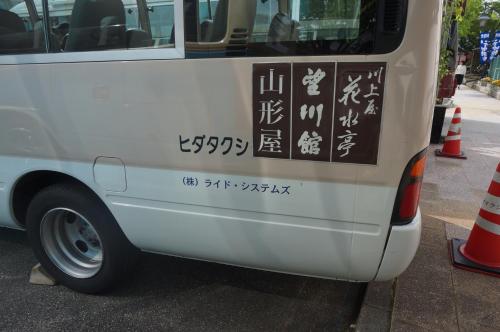 川上屋
花水亭
望川館
山形屋
ヒダタクシ
(株)ライド・システムズ